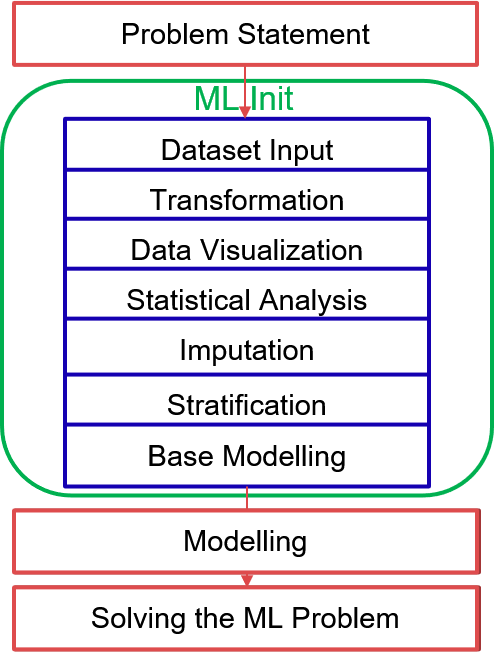 Problem Statement
ML Init
Dataset Input
Transformation
Data Visualization
Statistical Analysis
Imputation
Stratification
Base Modelling
Modelling
Solving the ML Problem